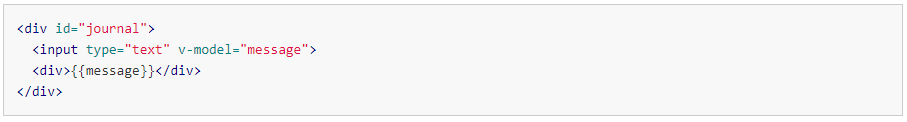 <div id="journal">
  <input type="text" v-model="message">
  <div>{{message}}</div>
</div>